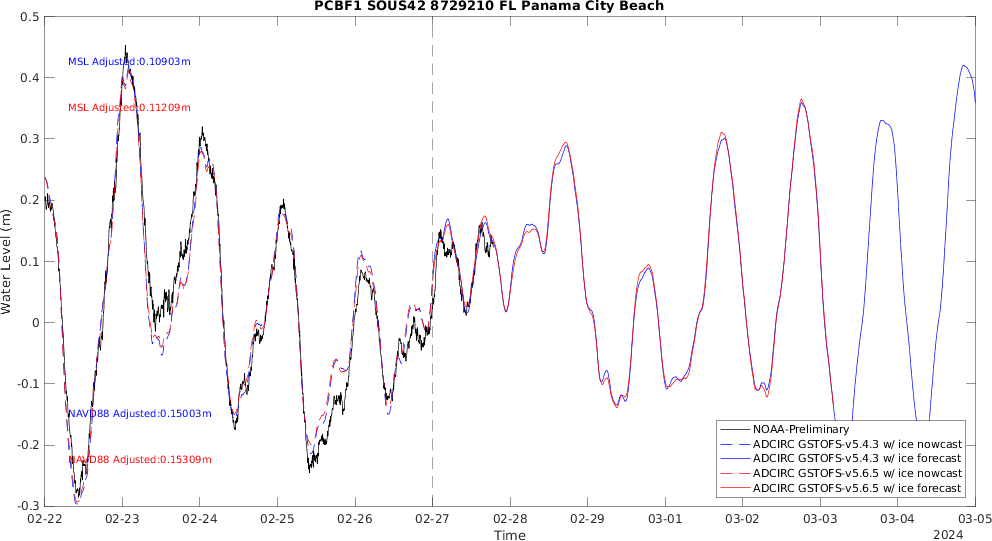 PCBF1 SOUS42 8729210 FL Panama City Beach
0.5
0.4
0.3
0.2
0.1
0
-0.1
-0.2
-0.3
Water Level (m)
MSL Adjusted:0.10903m
MSL Adjusted:0.11209m
NAVD88 Adjusted:0.15003m
NAVD88 Adjusted:0.15309m
NOAA-Preliminary
ADCIRC GSTOFS-v5.4.3 w/ ice nowcast
ADCIRC GSTOFS-v5.4.3 w/ ice forecast
ADCIRC GSTOFS-v5.6.5 w/ ice nowcast
ADCIRC GSTOFS-v5.6.5 w/ ice forecast
02-22 02-23 02-24 02-25 02-26 02-27 02-28 02-29 03-01 03-02 03-03 03-04 03-05
Time
2024